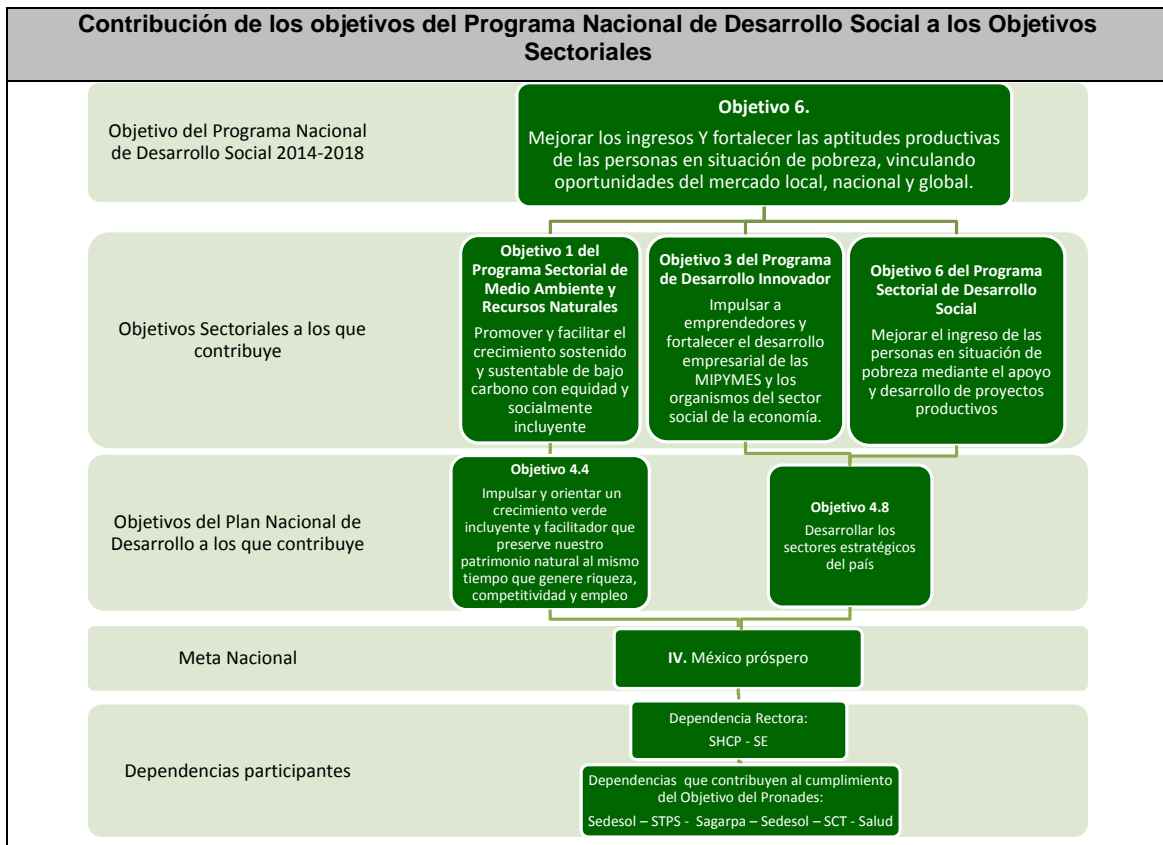 Contribución de los objetivos del Programa Nacional de Desarrollo Social a los Objetivos
Sectoriales
Objetivo del Programa Nacional
de Desarrollo Social 2014-2018
Objetivo 6.
Mejorar los ingresos Y fortalecer las aptitudes productivas
de las personas en situación de pobreza, vinculando
oportunidades del mercado local, nacional y global.
Objetivos Sectoriales a los que
contribuye
Objetivo 1 del
Programa Sectorial de
Medio Ambiente y
Recursos Naturales
Promover y facilitar el
crecimiento sostenido
y sustentable de bajo
carbono con equidad y
socialmente
incluyente
Objetivo 3 del Programa
de Desarrollo Innovador
Impulsar a
emprendedores y
fortalecer el desarrollo
empresarial de las
MIPYMES y los
organismos del sector
social de la economía.
Objetivo 6 del Programa
Sectorial de Desarrollo
Social
Mejorar el ingreso de las
personas en situación de
pobreza mediante el apoyo
y desarrollo de proyectos
productivos
Objetivos del Plan Nacional de
Desarrollo a los que contribuye
Objetivo 4.4
Impulsar y orientar un
crecimiento verde
incluyente y facilitador que
preserve nuestro
patrimonio natural al mismo
tiempo que genere riqueza,
competitividad y empleo
Objetivo 4.8
Desarrollar los
sectores estratégicos
del país
Meta Nacional
IV. México próspero
Dependencias participantes
Dependencia Rectora:
SHCP - SE
Dependencias que contribuyen al cumplimiento
del Objetivo del Pronades:
Sedesol – STPS - Sagarpa – Sedesol – SCT - Salud